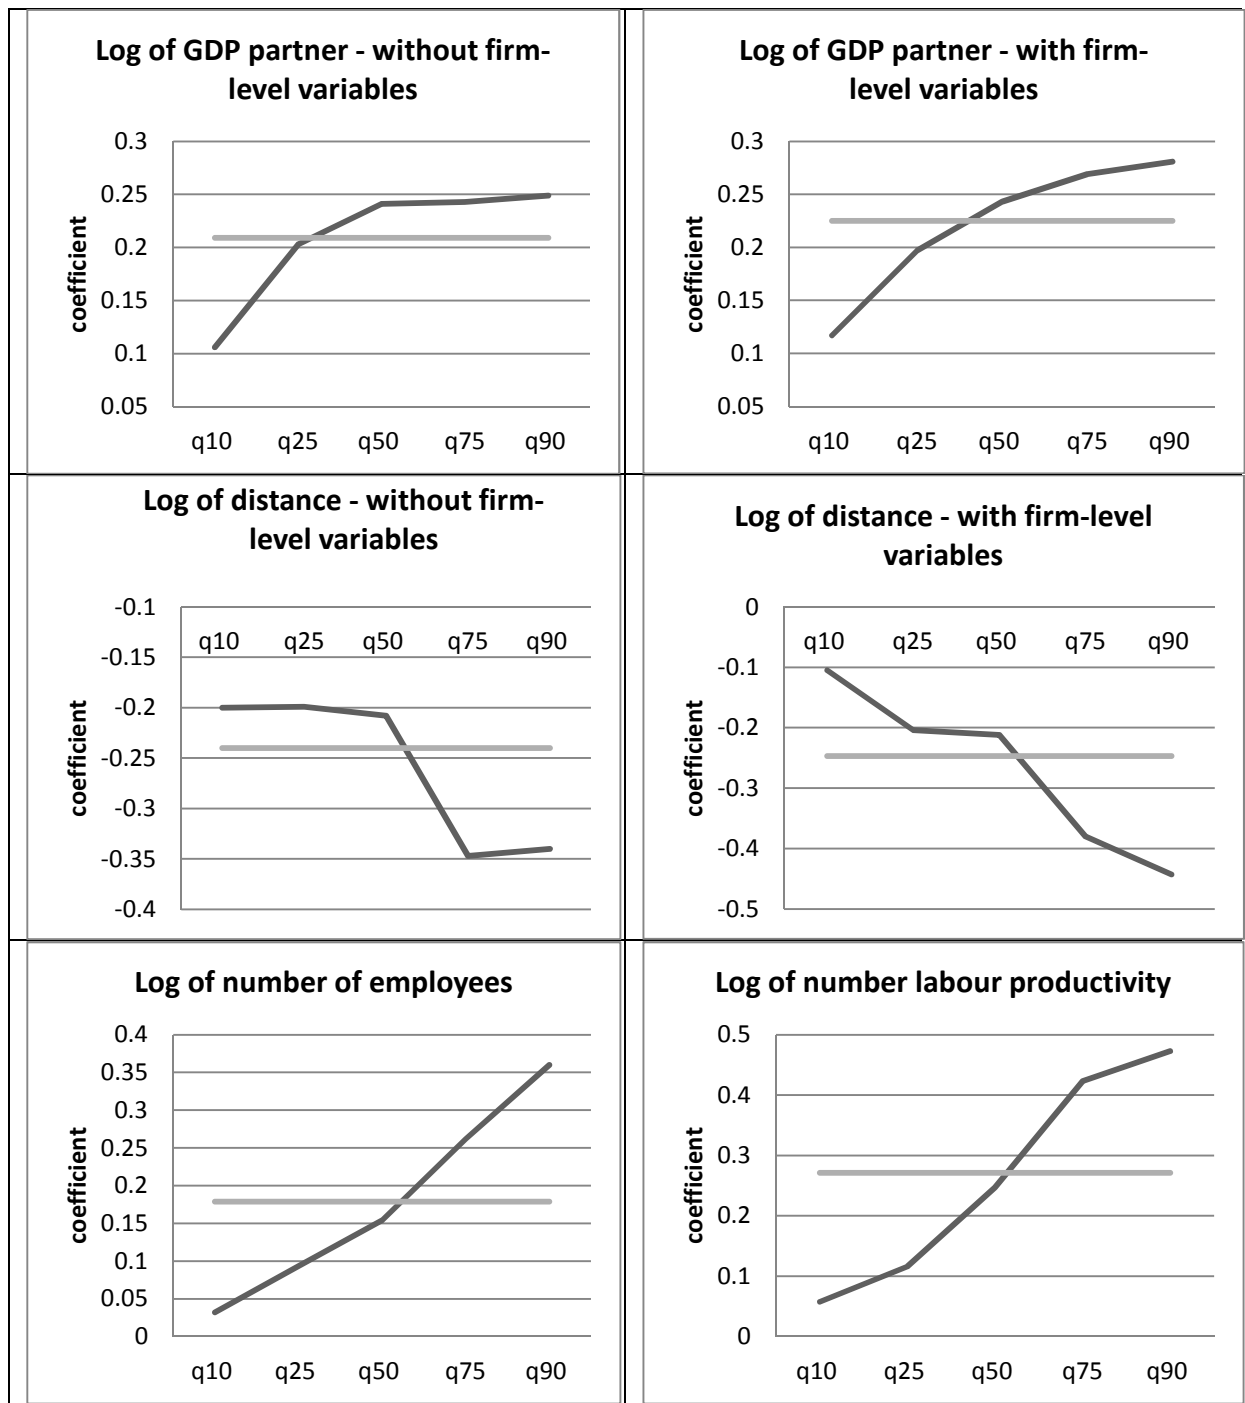 Log of GDP partner - without firm-
level variables
0.3
0.25
0.2
0.15
0.1
0.05
coefficient
q10 q25 q50 q75 q90
Log of GDP partner - with firm-
level variables
0.3
0.25
0.2
0.15
0.1
0.05
coefficient
q10 q25 q50 q75 q90
Log of distance - without firm-
level variables
-0.1
-0.15
-0.2
-0.25
-0.3
-0.35
-0.4
coefficient
q10 q25 q50 q75 q90
Log of distance - with firm-level
variables
0
-0.1
-0.2
-0.3
-0.4
-0.5
coefficient
q10 q25 q50 q75 q90
Log of number of employees
0.4
0.35
0.3
0.25
0.2
0.15
0.1
0.05
0
coefficient
q10 q25 q50 q75 q90
Log of number labour productivity
0.5
0.4
0.3
0.2
0.1
0
coefficient
q10 q25 q50 q75 q90